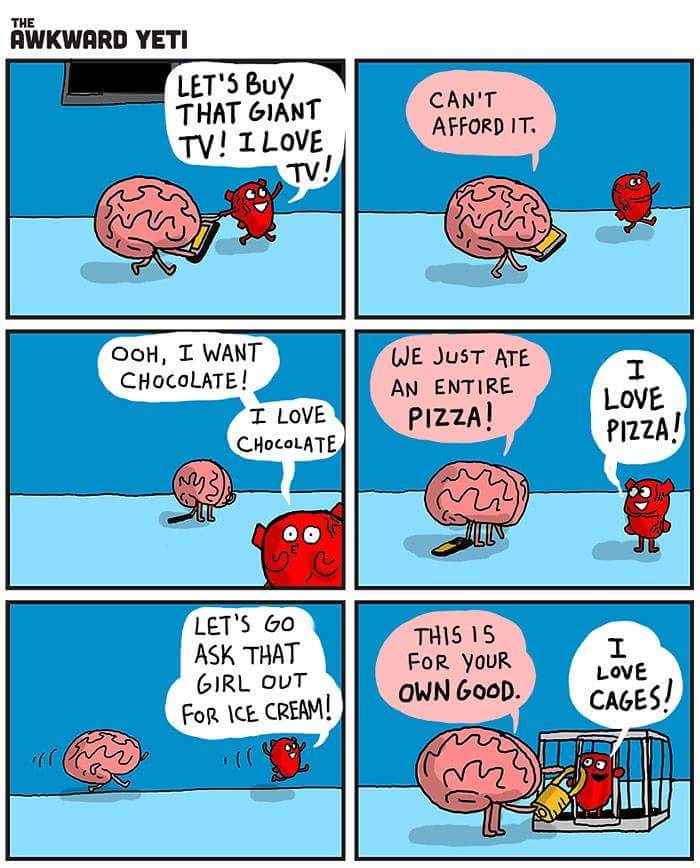 THE
AWKWARD YETI
LET'S BUY
THAT GIANT
TV! I LOVE
TV!
CAN'T
AFFORD IT.
OOH, I WANT
CHOCOLATE!
I LOVE
CHOCOLATE
WE JUST ATE
AN ENTIRE
PIZZA!
I
LOVE
PIZZA!
LET'S GO
ASK THAT
GIRL OUT
FOR ICE CREAM!
THIS IS
FOR YOUR
OWN GOOD.
I
LOVE
CAGES!